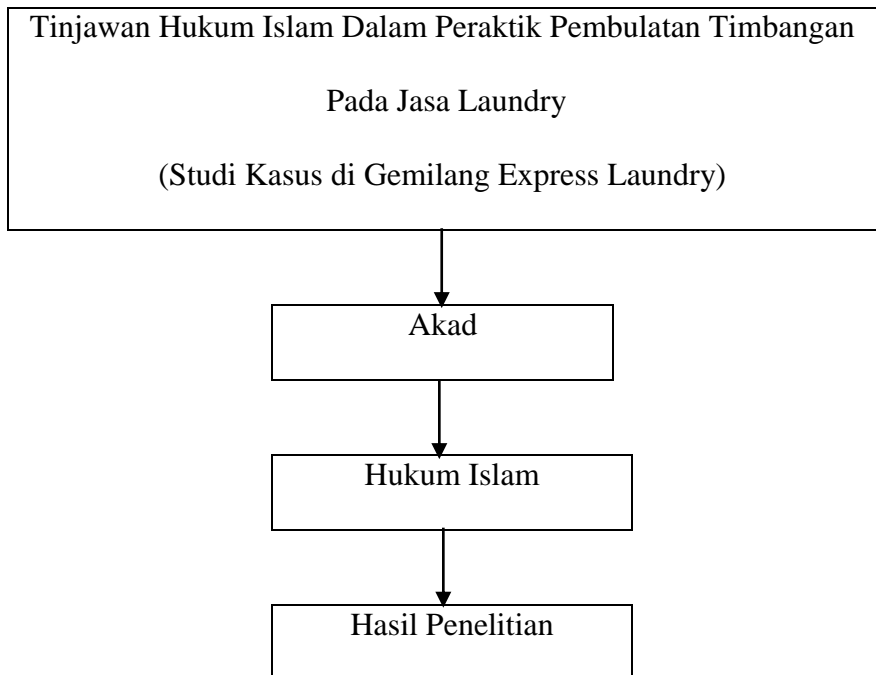 Tinjawan Hukum Islam Dalam Peraktik Pembulatan Timbangan
Pada Jasa Laundry
(Studi Kasus di Gemilang Express Laundry)
Akad
Hukum Islam
Hasil Penelitian